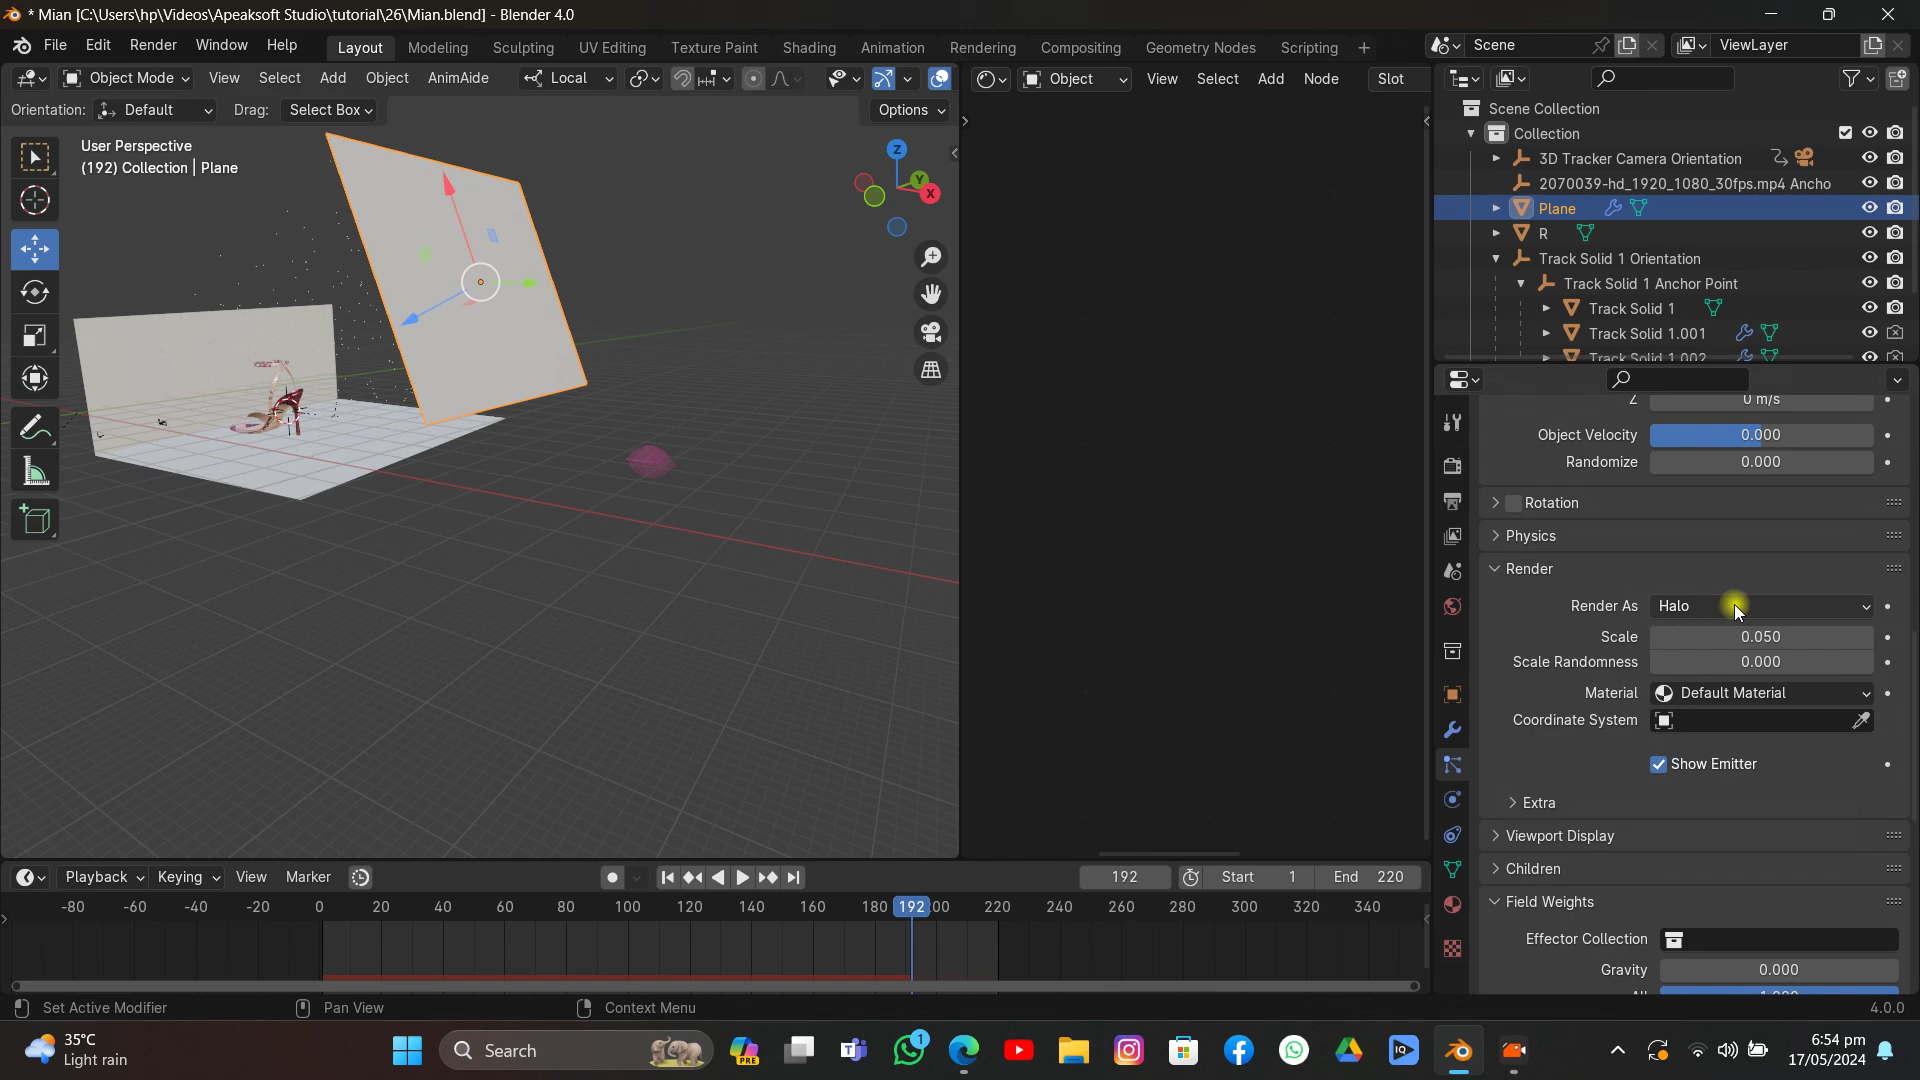 * Mian [C:\Users\hp\Videos\Apeaksoft Studio\tutorial\26\Mian.blend] - Blender 4.0
File Edit Render Window Help Layout Modeling Sculpting UV Editing Texture Paint Shading Animation Rendering Compositing Geometry Nodes Scripting + Scene ViewLayer
Object Mode View Select Add Object AnimAide Local Object View Select Add Node Slot
Orientation: Default Drag: Select Box Options
User Perspective
(192) Collection | Plane
Z
Y
X
Scene Collection
Collection
3D Tracker Camera Orientation
2070039-hd_1920_1080_30fps.mp4 Ancho
Plane
R
Track Solid 1 Orientation
Track Solid 1 Anchor Point
Track Solid 1
Track Solid 1.001
Track Solid 1.002
Z 0 m/s
Object Velocity 0.000
Randomize 0.000
Rotation
Physics
Render
Render As Halo
Scale 0.050
Scale Randomness 0.000
Material Default Material
Coordinate System
Show Emitter
Extra
Viewport Display
Children
Field Weights
Effector Collection
Gravity 0.000
All 1.000
Playback Keying View Marker 192 Start 1 End 220
-80 -60 -40 -20 0 20 40 60 80 100 120 140 160 180 192 00 220 240 260 280 300 320 340
Set Active Modifier Pan View Context Menu 4.0.0
35°C
Light rain
Search
PRE
1
IQ
6:54 pm
17/05/2024